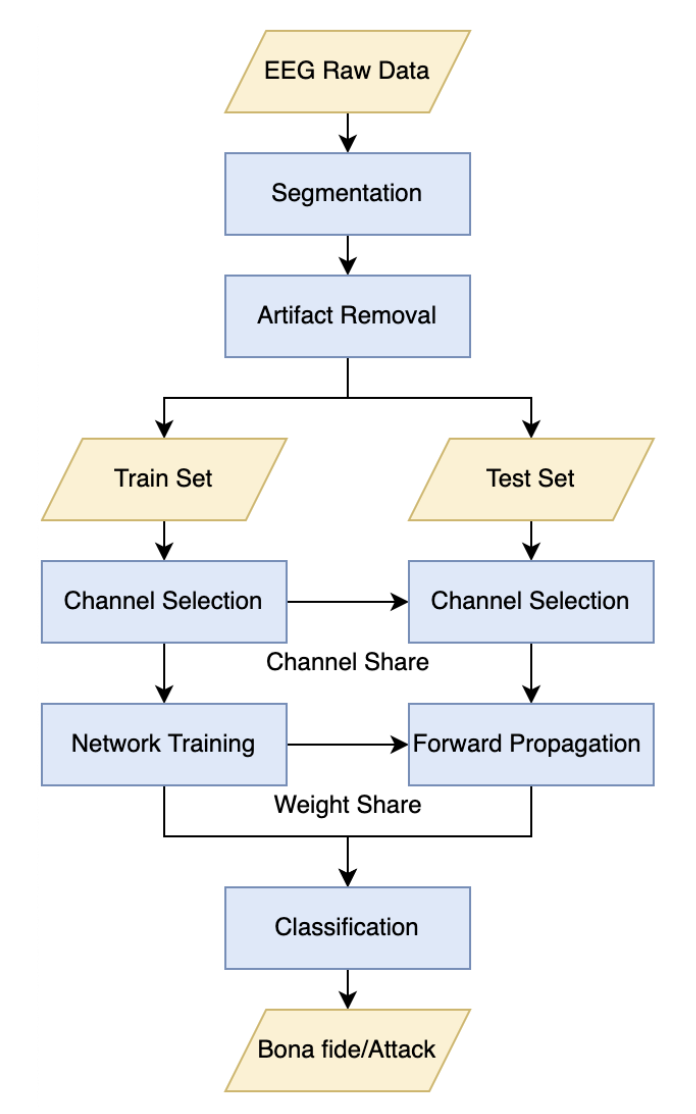 EEG Raw Data
Segmentation
Artifact Removal
Train Set
Test Set
Channel Selection
Channel Selection
Channel Share
Network Training
Forward Propagation
Weight Share
Classification
Bona fide/Attack